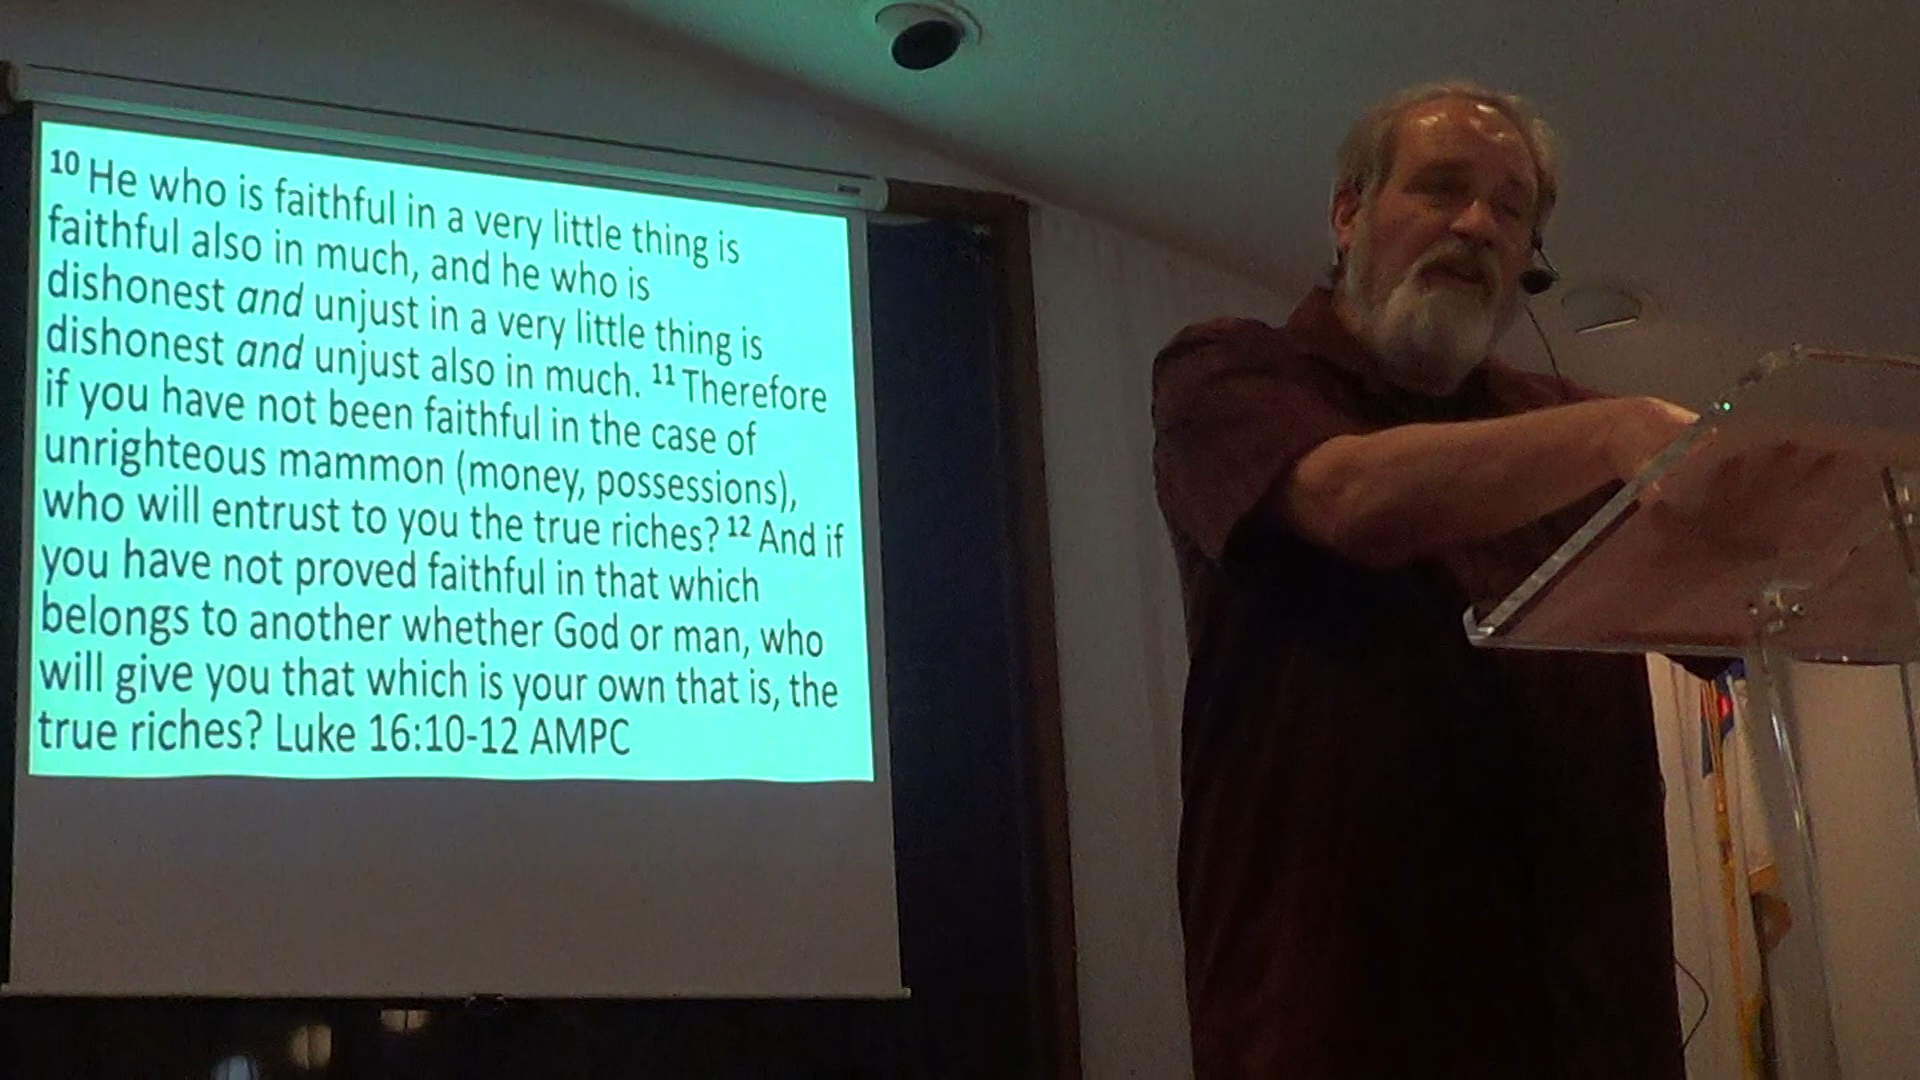 10 He who is faithful in a very little thing is
faithful also in much, and he who is
dishonest and unjust in a very little thing is
dishonest and unjust also in much. 11 Therefore
if you have not been faithful in the case of
unrighteous mammon (money, possessions),
who will entrust to you the true riches? 12 And if
you have not proved faithful in that which
belongs to another whether God or man, who
will give you that which is your own that is, the
true riches? Luke 16:10-12 AMPC